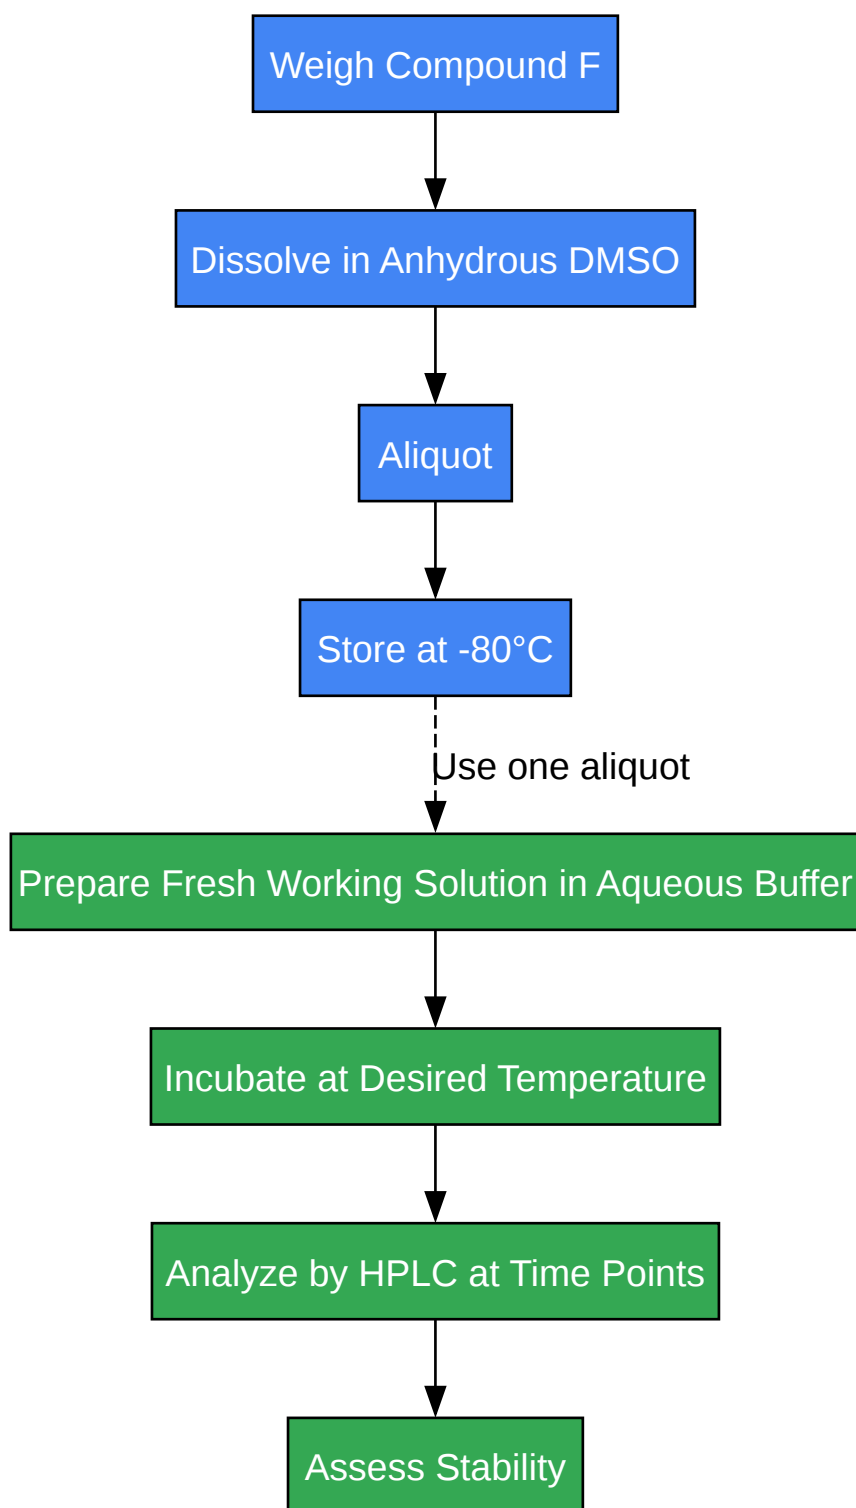 Weigh Compound F
Dissolve in Anhydrous DMSO
Aliquot
Store at -80°C
Use one aliquot
Prepare Fresh Working Solution in Aqueous Buffer
Incubate at Desired Temperature
Analyze by HPLC at Time Points
Assess Stability